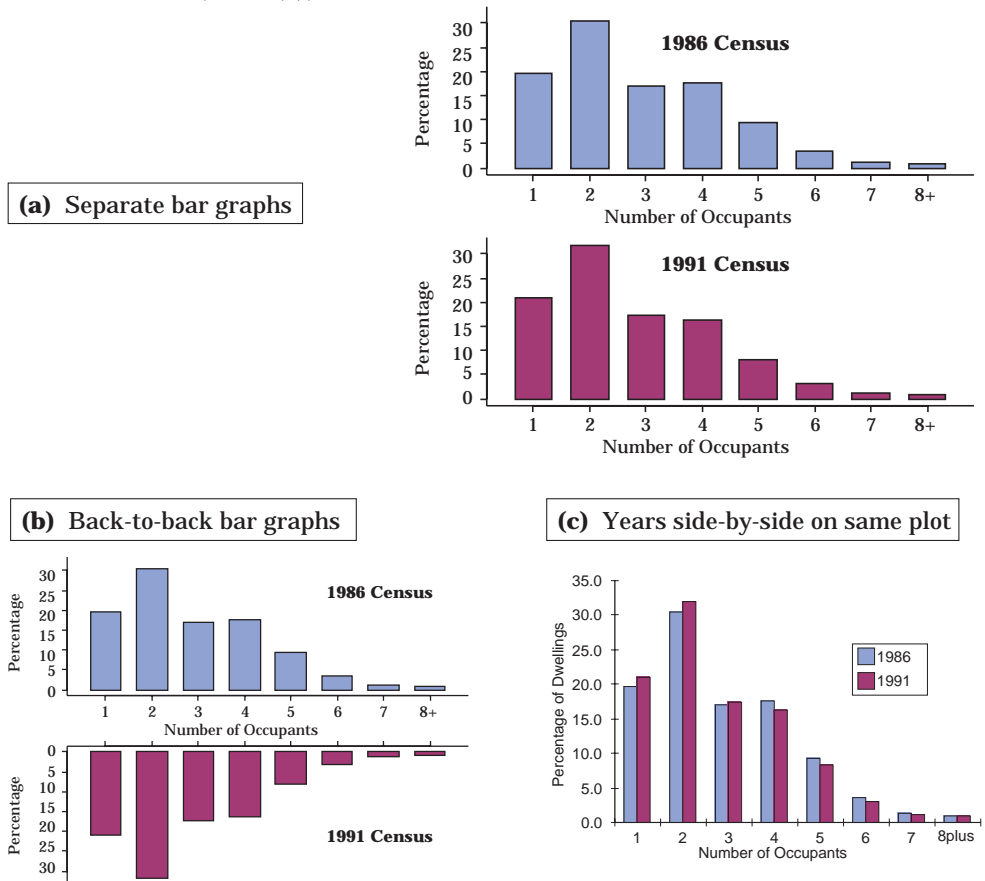 1986 Census
Percentage
30
25
20
15
10
5
0
1 2 3 4 5 6 7 8+
Number of Occupants
(a) Separate bar graphs
1991 Census
Percentage
30
25
20
15
10
5
0
1 2 3 4 5 6 7 8+
Number of Occupants
(b) Back-to-back bar graphs
1986 Census
Percentage
30
25
20
15
10
5
0
1 2 3 4 5 6 7 8+
Number of Occupants
Percentage
0
5
10
15
20
25
30
1991 Census
(c) Years side-by-side on same plot
Percentage of Dwellings
35.0
30.0
25.0
20.0
15.0
10.0
5.0
0.0
1986
1991
1 2 3 4 5 6 7 8plus
Number of Occupants